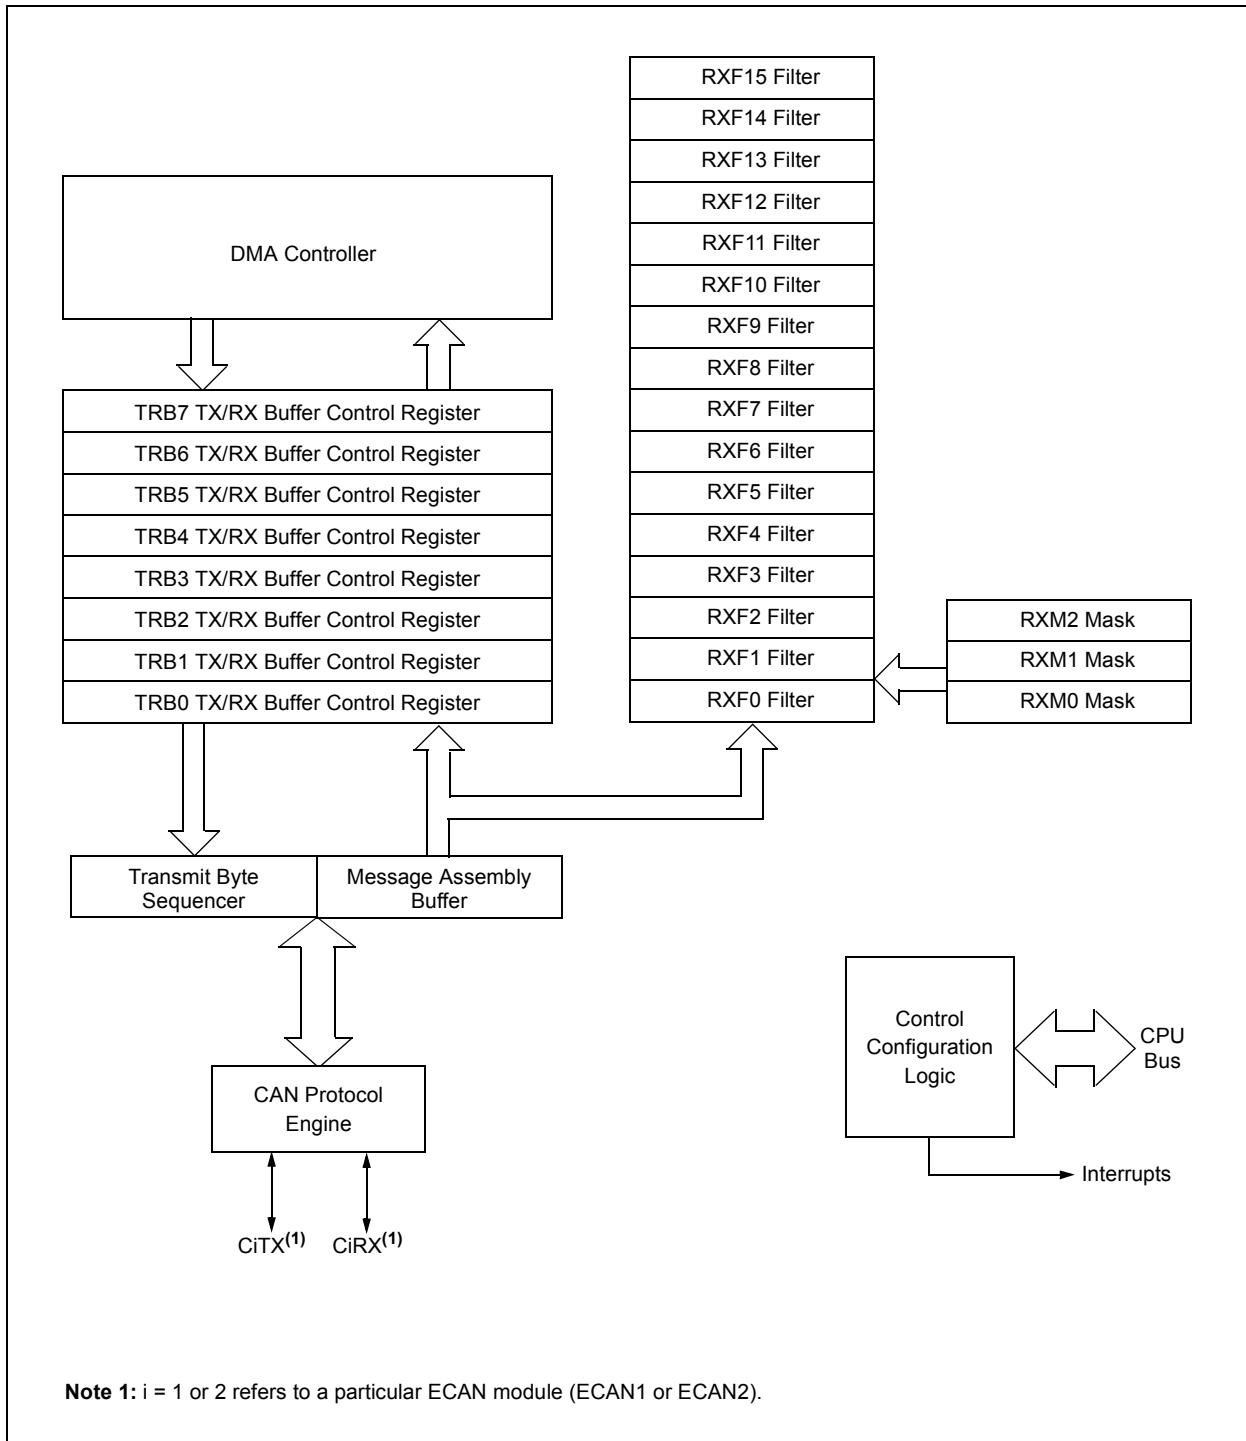 RXF15 Filter
RXF14 Filter
RXF13 Filter
RXF12 Filter
RXF11 Filter
RXF10 Filter
RXF9 Filter
RXF8 Filter
RXF7 Filter
RXF6 Filter
RXF5 Filter
RXF4 Filter
RXF3 Filter
RXF2 Filter
RXF1 Filter
RXF0 Filter
DMA Controller
TRB7 TX/RX Buffer Control Register
TRB6 TX/RX Buffer Control Register
TRB5 TX/RX Buffer Control Register
TRB4 TX/RX Buffer Control Register
TRB3 TX/RX Buffer Control Register
TRB2 TX/RX Buffer Control Register
TRB1 TX/RX Buffer Control Register
TRB0 TX/RX Buffer Control Register
RXM2 Mask
RXM1 Mask
RXM0 Mask
Transmit Byte
Sequencer
Message Assembly
Buffer
Control
Configuration
Logic
CPU
Bus
CAN Protocol
Engine
Interrupts
CiTX(1)
CiRX(1)
Note 1: i = 1 or 2 refers to a particular ECAN module (ECAN1 or ECAN2).